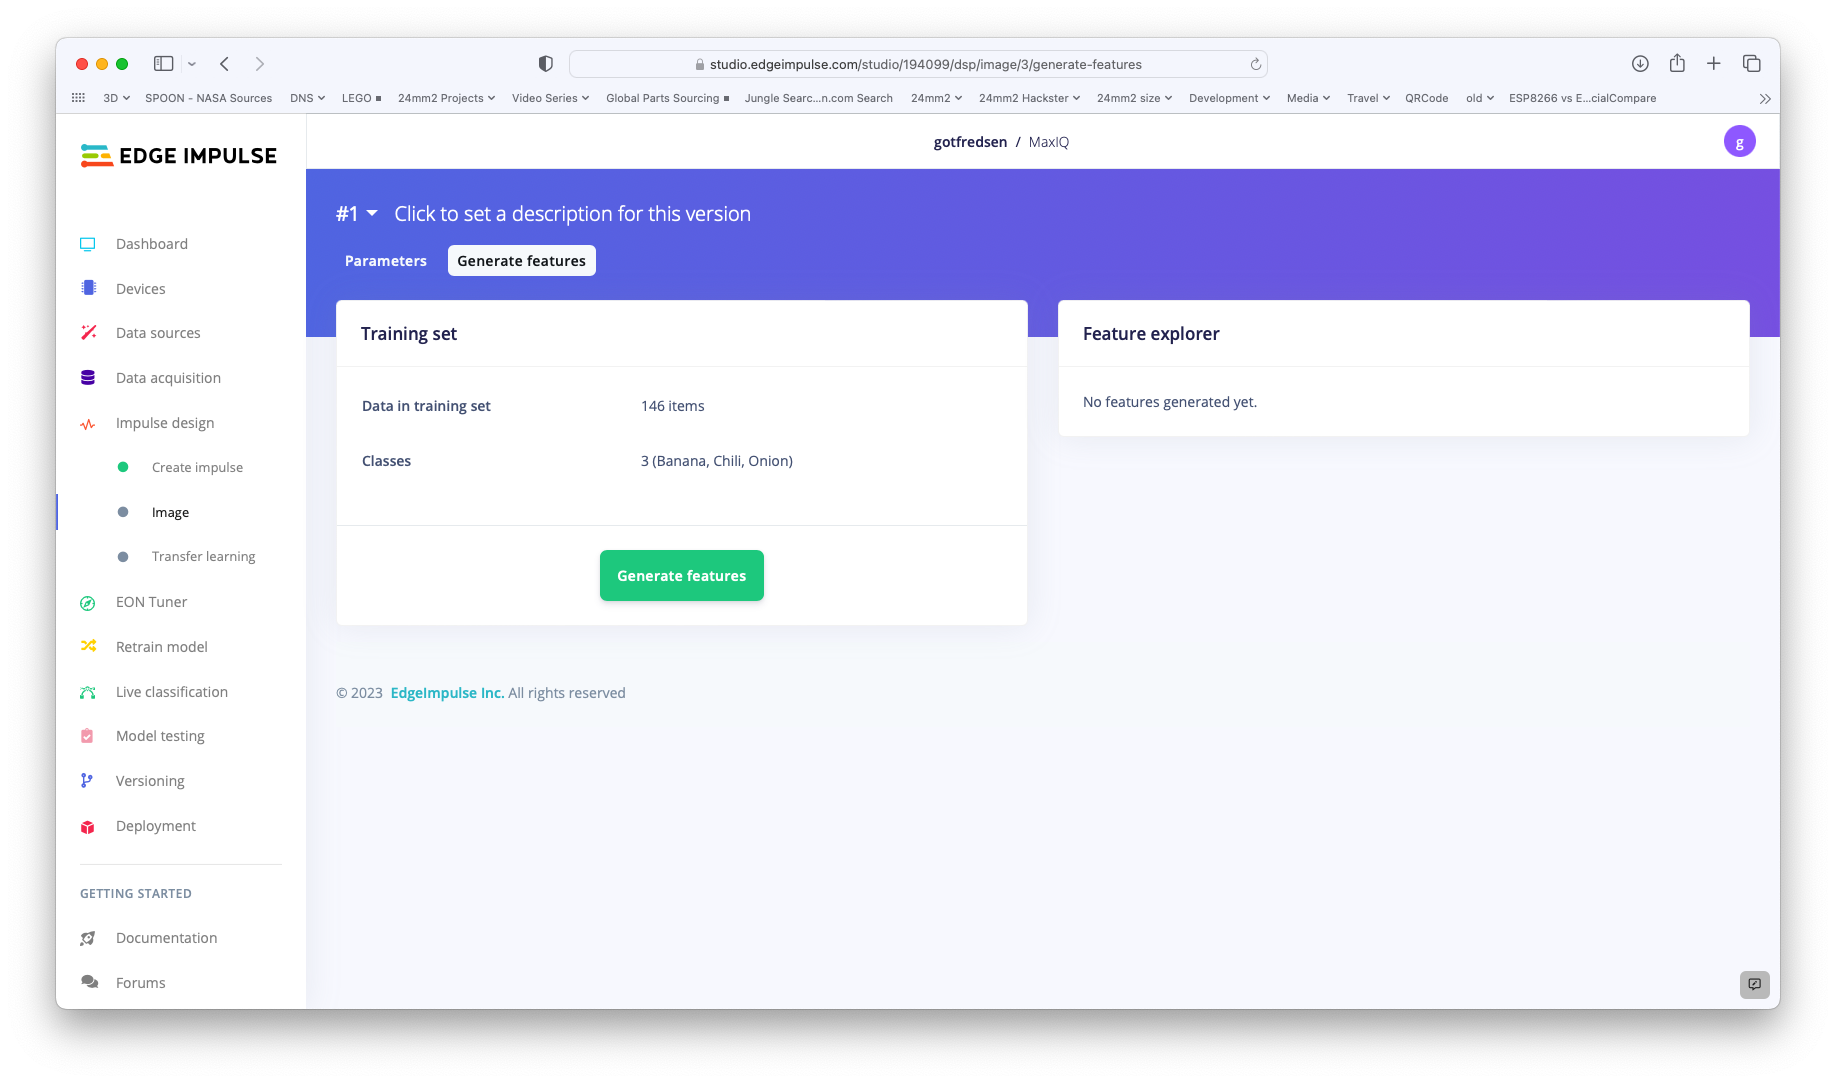 studio.edgeimpulse.com/studio/194099/dsp/image/3/generate-features
3D SPOON - NASA Sources DNS LEGO 24mm2 Projects Video Series Global Parts Sourcing Jungle Searc...n.com Search 24mm2 24mm2 Hackster 24mm2 size Development Media Travel QRCode old ESP8266 vs E...cialCompare
EDGE IMPULSE
gotfredsen / MaxIQ
g
#1 Click to set a description for this version
Parameters
Generate features
Dashboard
Devices
Data sources
Data acquisition
Impulse design
Create impulse
Image
Transfer learning
EON Tuner
Retrain model
Live classification
Model testing
Versioning
Deployment
GETTING STARTED
Documentation
Forums
Training set
Data in training set 146 items
Classes 3 (Banana, Chili, Onion)
Generate features
Feature explorer
No features generated yet.
© 2023 EdgeImpulse Inc. All rights reserved